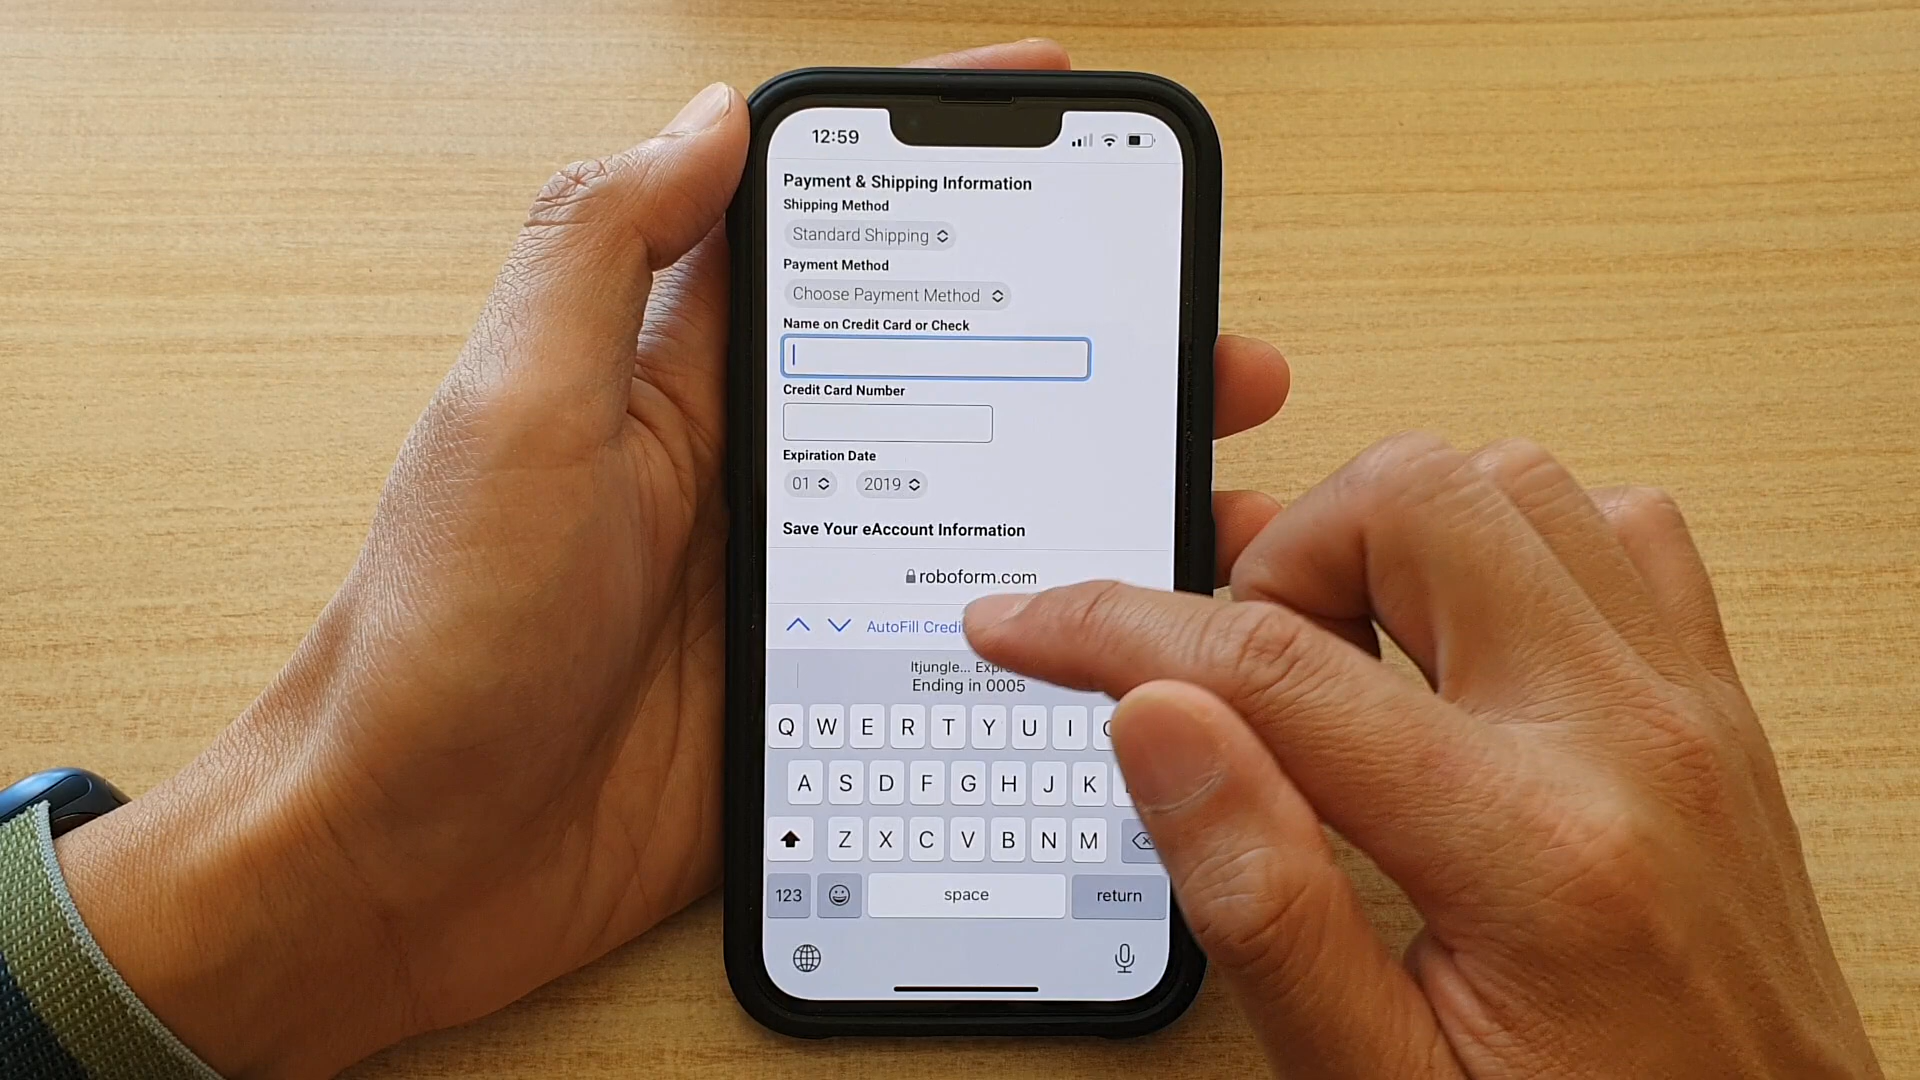 12:59
Payment & Shipping Information
Shipping Method
Standard Shipping
Payment Method
Choose Payment Method
Name on Credit Card or Check
Credit Card Number
Expiration Date
01 2019
Save Your eAccount Information
roboform.com
AutoFill
Itjungle...
Ending in 0005
Q W E R T Y U I
A S D F G H J K
Z X C V B N M
123 space return